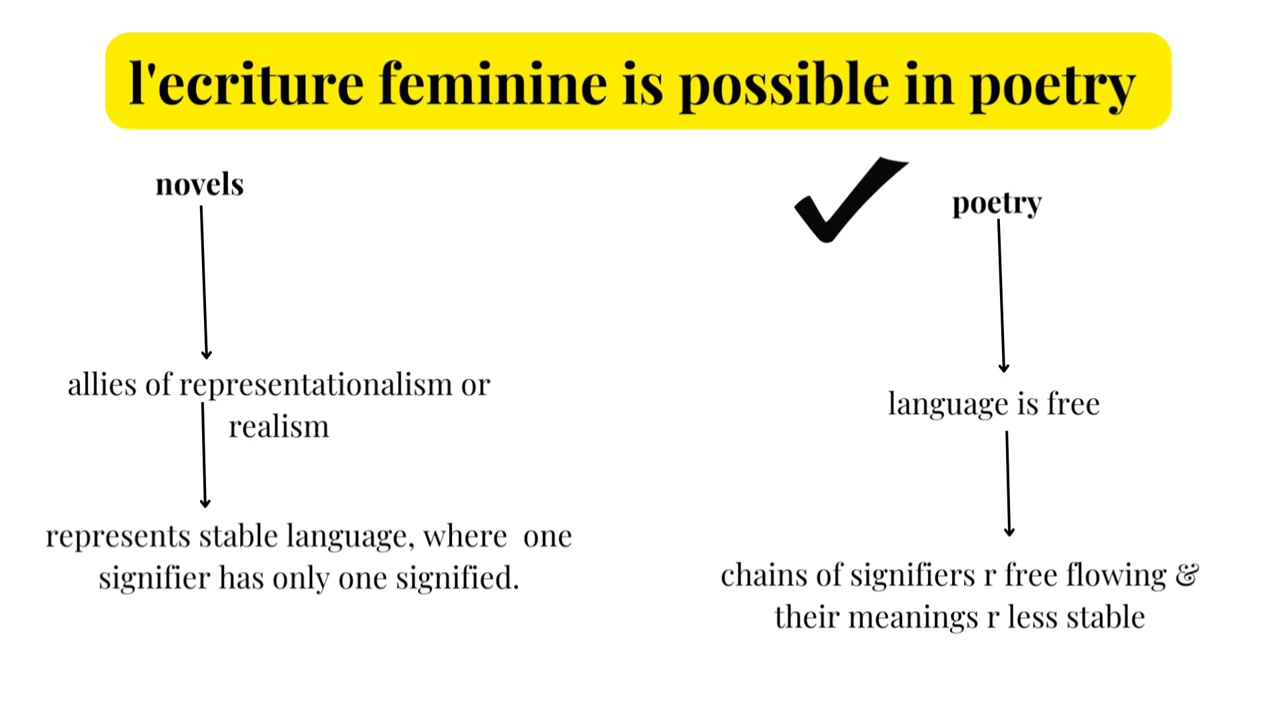 l'ecriture feminine is possible in poetry
novels
allies of representationalism or
realism
represents stable language, where one
signifier has only one signified.
poetry
language is free
chains of signifiers r free flowing &
their meanings r less stable